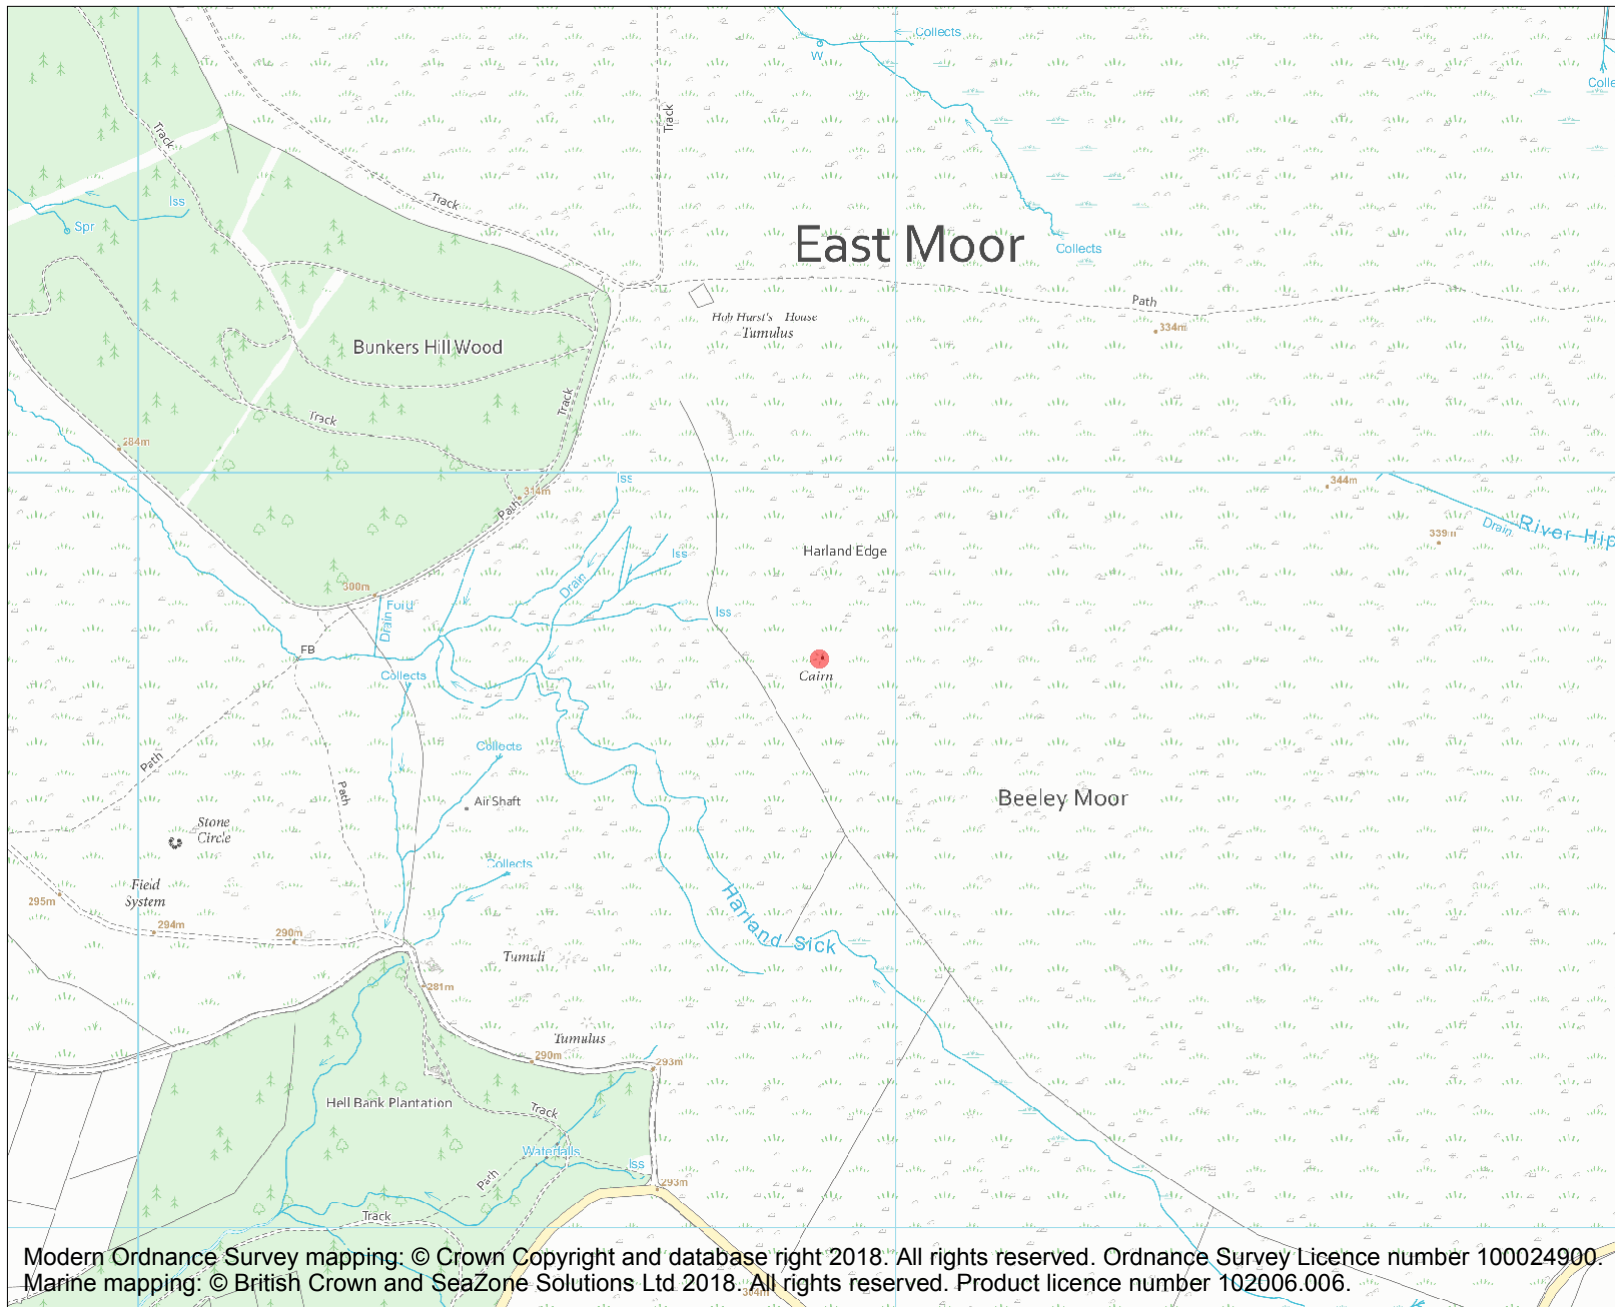 Collects
W
Colle
Track
Track
Track
Iss
Spr
East Moor
Collects
Path
334m
Hob Hurst's House
Tumulus
Bunkers Hill Wood
Track
Track
284m
314m
Path
Iss
344m
Drain
River Hip
339m
Harland Edge
Iss
Drain
300m
Ford
Drain
Iss
FB
Collects
Cairn
Collects
Path
Path
Air Shaft
Beeley Moor
Stone
Circle
Collects
Field
System
295m
294m
290m
Harland Sick
Tumuli
281m
Tumulus
290m
293m
Hell Bank Plantation
Track
Waterfalls
Iss
Path
293m
Track
Modern Ordnance Survey mapping: © Crown Copyright and database right 2018. All rights reserved. Ordnance Survey Licence number 100024900.
Marine mapping: © British Crown and SeaZone Solutions Ltd 2018. All rights reserved. Product licence number 102006.006.
304m